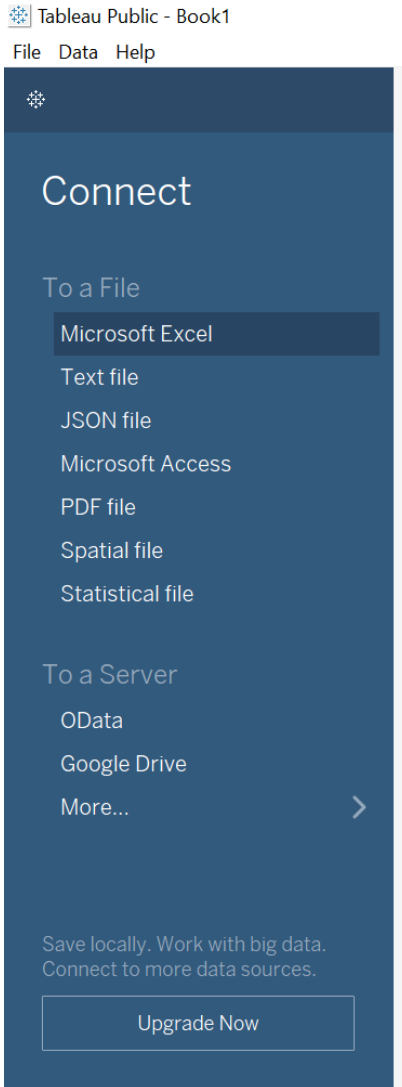 Tableau Public - Book1
File Data Help
Connect
To a File
Microsoft Excel
Text file
JSON file
Microsoft Access
PDF file
Spatial file
Statistical file
To a Server
OData
Google Drive
More...
Save locally. Work with big data.
Connect to more data sources.
Upgrade Now